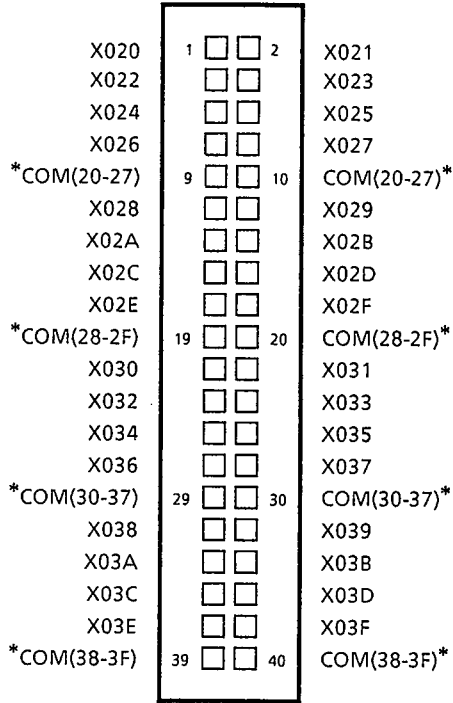 X020 1 2 X021
X022 X023
X024 X025
X026 X027
*COM(20-27) 9 10 COM(20-27)*
X028 X029
X02A X02B
X02C X02D
X02E X02F
*COM(28-2F) 19 20 COM(28-2F)*
X030 X031
X032 X033
X034 X035
X036 X037
*COM(30-37) 29 30 COM(30-37)*
X038 X039
X03A X03B
X03C X03D
X03E X03F
*COM(38-3F) 39 40 COM(38-3F)*